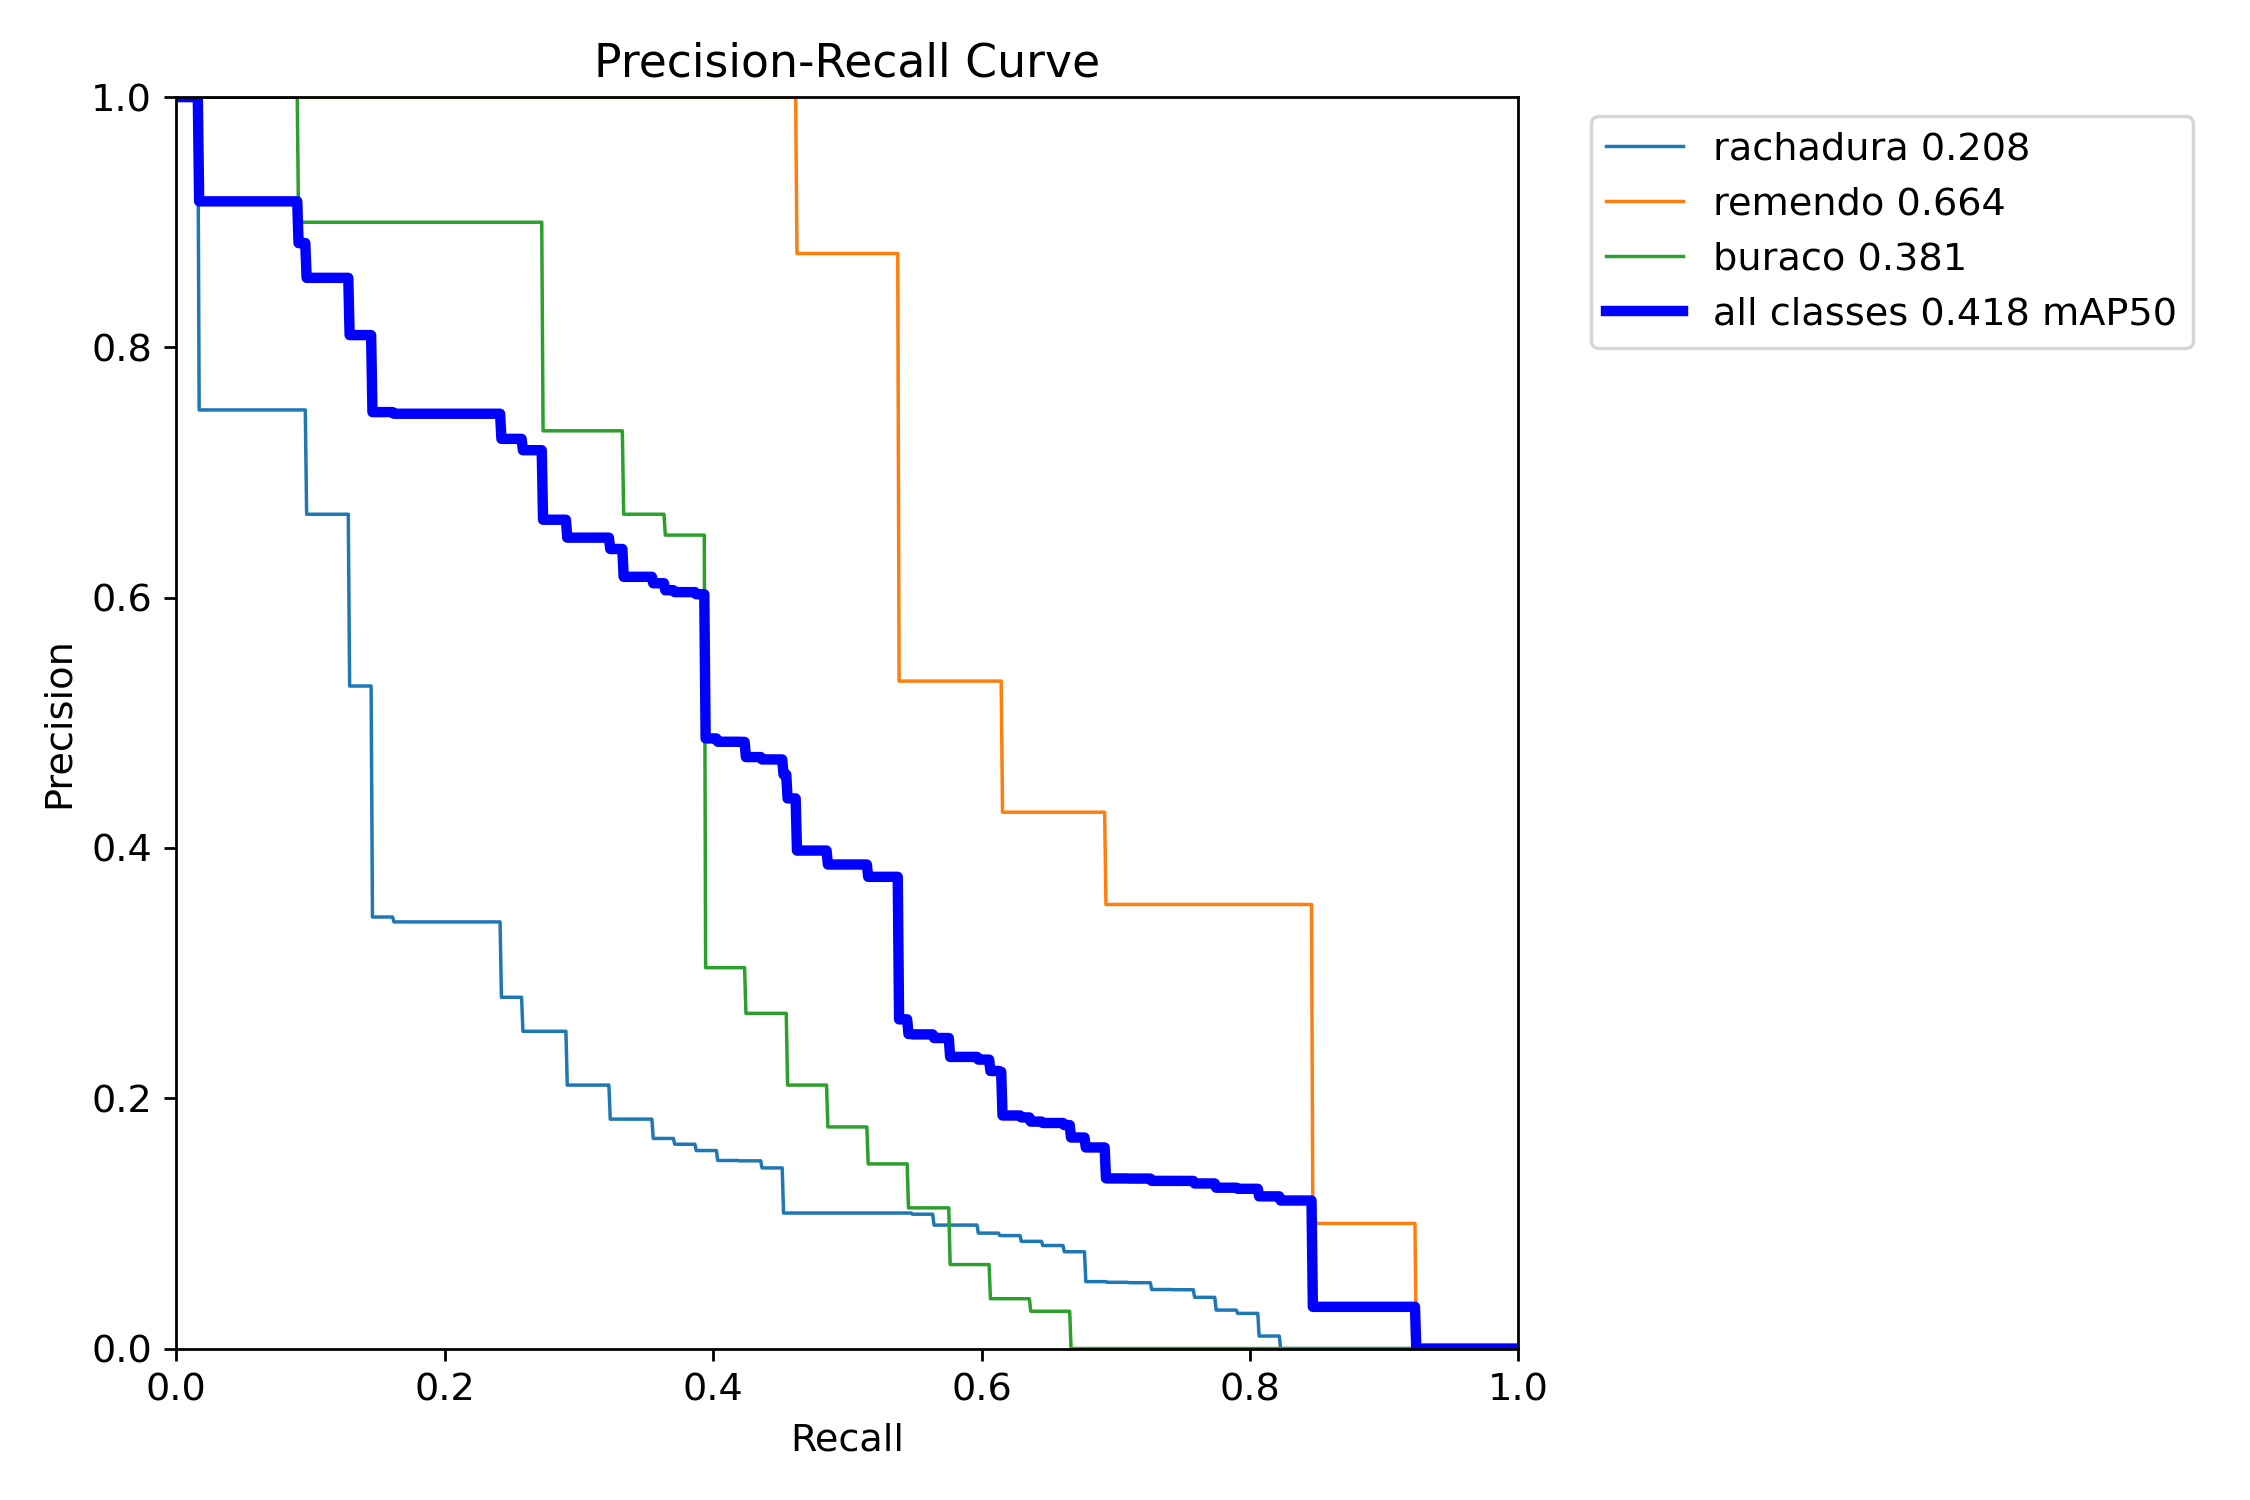 Precision-Recall Curve
1.0
0.8
0.6
0.4
0.2
0.0
Precision
0.0 0.2 0.4 0.6 0.8 1.0
Recall
rachadura 0.208
remendo 0.664
buraco 0.381
all classes 0.418 mAP50